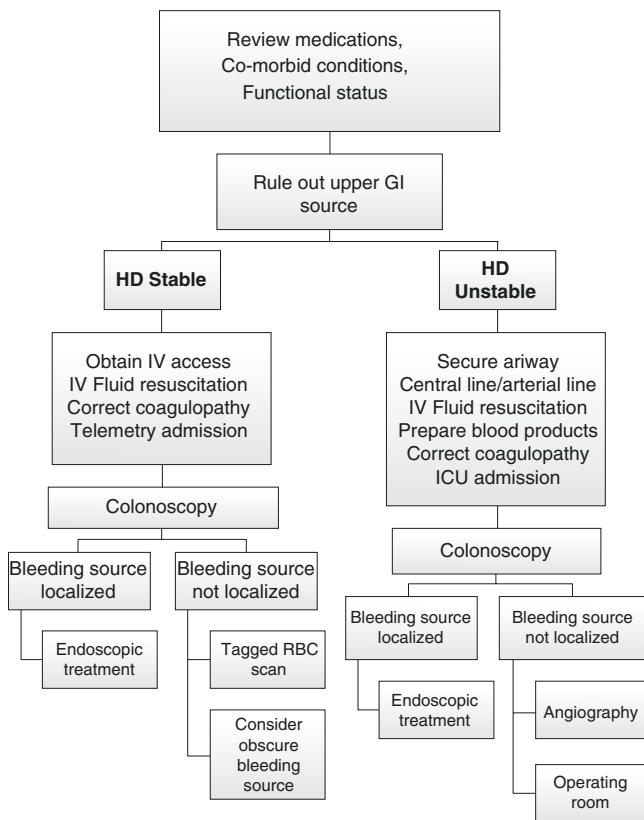 Review medications,
Co-morbid conditions,
Functional status
Rule out upper GI
source
HD Stable
HD
Unstable
Obtain IV access
IV Fluid resuscitation
Correct coagulopathy
Telemetry admission
Secure ariway
Central line/arterial line
IV Fluid resuscitation
Prepare blood products
Correct coagulopathy
ICU admission
Colonoscopy
Colonoscopy
Bleeding source
localized
Bleeding source
not localized
Bleeding source
localized
Bleeding source
not localized
Endoscopic
treatment
Tagged RBC
scan
Endoscopic
treatment
Angiography
Consider
obscure
bleeding
source
Operating
room